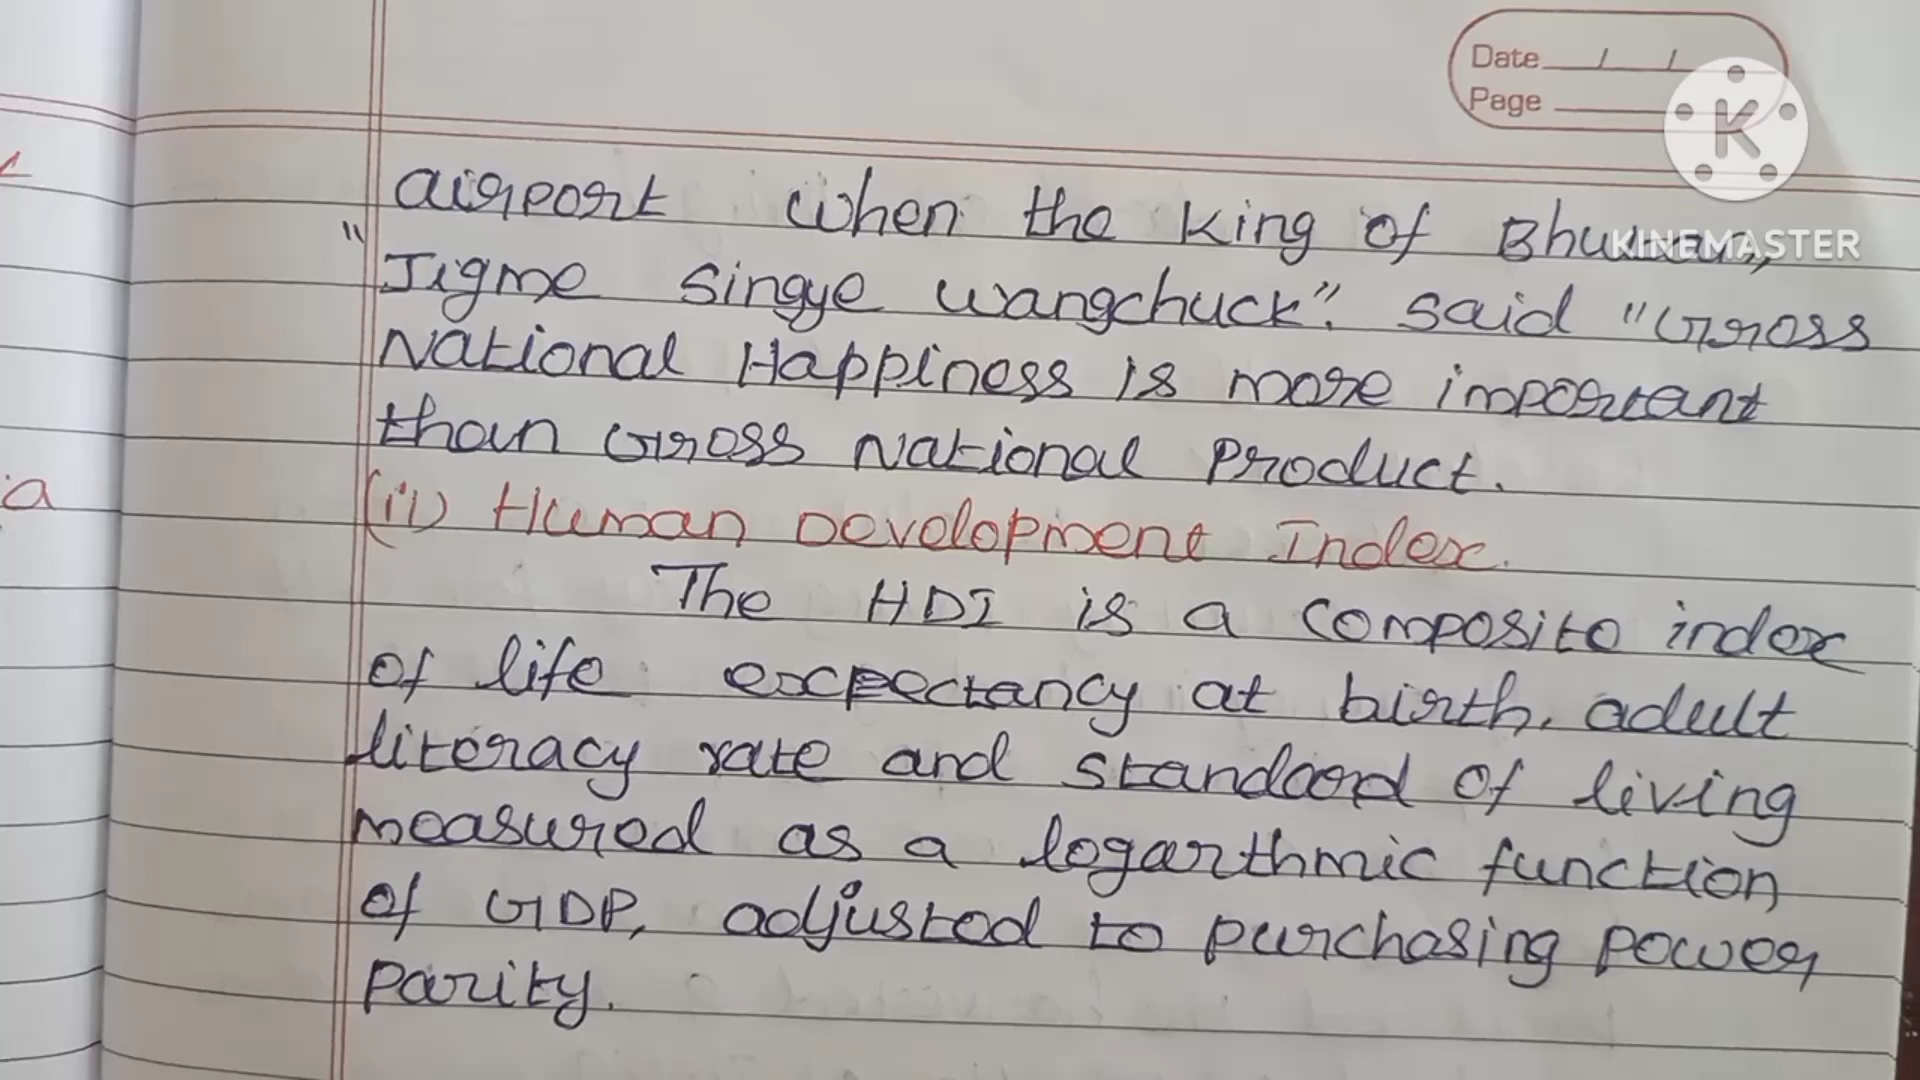 Date / /
Page
K
KINEMASTER
airport when the King of
"Jigme Singye wangchuck". said "Gross
National Happiness is more important
than Gross National Product.
(ii) Human Development Index.
The HDI is a composite index
of life expectancy at birth, adult
literacy rate and standard of living
measured as a logarthmic function
of GDP, adjusted to purchasing power
parity.
a